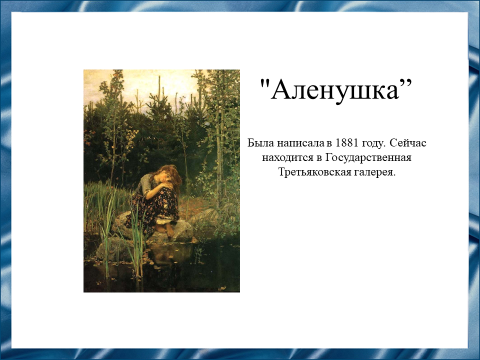 "Аленушка”
Была написала в 1881 году. Сейчас
находится в Государственная
Третьяковская галерея.